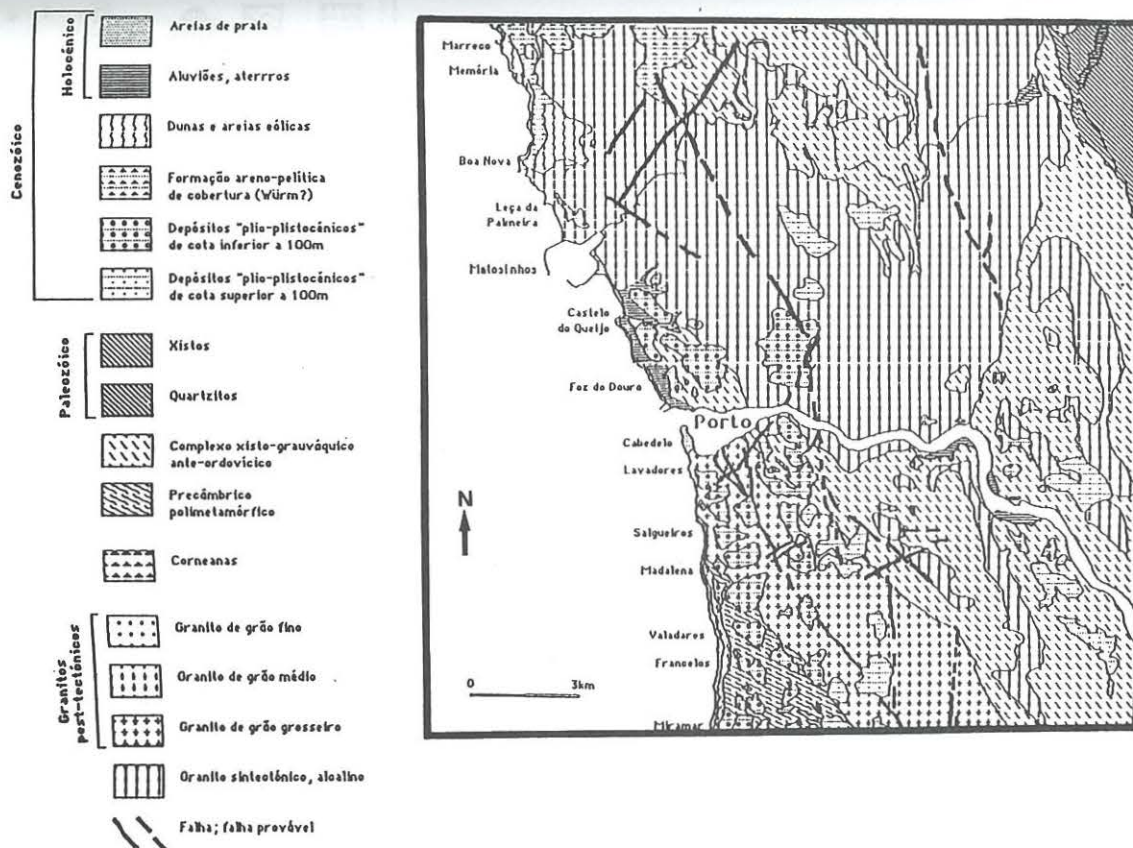 Cenozóico
Holocénico
Areias de praia
Aluviões, aterrros
Dunas e areias eólicas
Formação areno-pelítica
de cobertura (Würm?)
Depósitos "plio-plistocénicos"
de cota inferior a 100m
Depósitos "plio-plistocénicos"
de cota superior a 100m
Paleozóico
Xistos
Quartzitos
Complexo xisto-grauváquico
ante-ordovícico
Precâmbrico
polimetamórfico
Corneanas
Granitos
post-tectónicos
Granito de grão fino
Granito de grão médio
Granito de grão grosseiro
Granito sintectónico, alcalino
Falha; falha provável
Marreco
Memória
Boa Nova
Leça da
Palmeira
Matosinhos
Castelo
do Queijo
Foz do Douro
Porto
Cabedelo
Lavadores
N
Salgueiros
Madalena
Valadares
Francelos
0 3km
Miramar